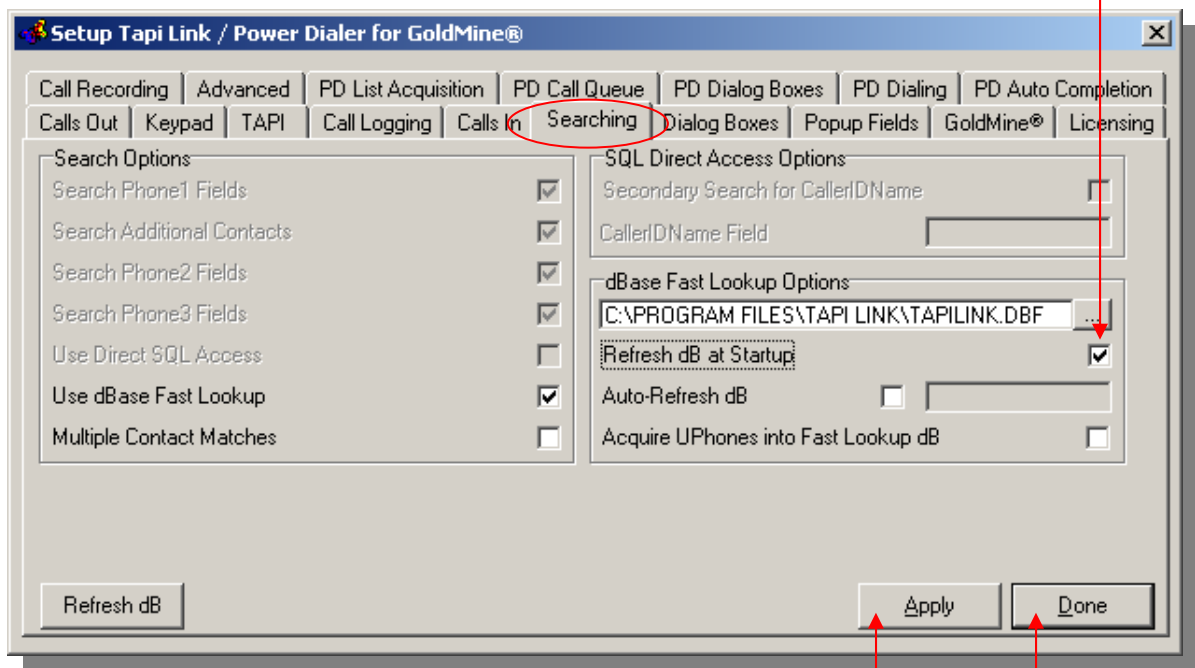 Setup Tapi Link / Power Dialer for GoldMine®
Call Recording Advanced PD List Acquisition PD Call Queue PD Dialog Boxes PD Dialing PD Auto Completion
Calls Out Keypad TAPI Call Logging Calls In Searching Dialog Boxes Popup Fields GoldMine® Licensing
Search Options
Search Phone1 Fields
Search Additional Contacts
Search Phone2 Fields
Search Phone3 Fields
Use Direct SQL Access
Use dBase Fast Lookup
Multiple Contact Matches
SQL Direct Access Options
Secondary Search for CallerIDName
CallerIDName Field
dBase Fast Lookup Options
C:\PROGRAM FILES\TAPI LINK\TAPILINK.DBF ...
Refresh dB at Startup
Auto-Refresh dB
Acquire UPhones into Fast Lookup dB
Refresh dB
Apply
Done